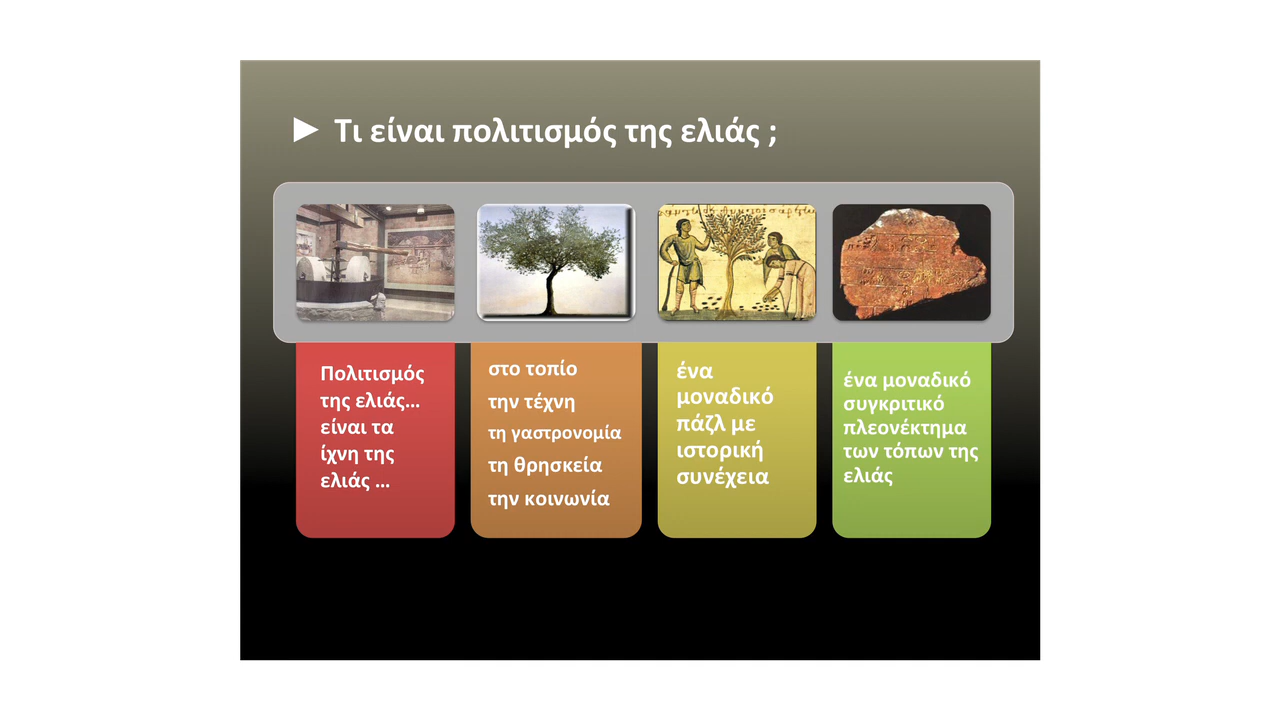 ► Τι είναι πολιτισμός της ελιάς ;
Πολιτισμός
της ελιάς...
είναι τα
ίχνη της
ελιάς ...
στο τοπίο
την τέχνη
τη γαστρονομία
τη θρησκεία
την κοινωνία
ένα
μοναδικό
πάζλ με
ιστορική
συνέχεια
ένα μοναδικό
συγκριτικό
πλεονέκτημα
των τόπων της
ελιάς